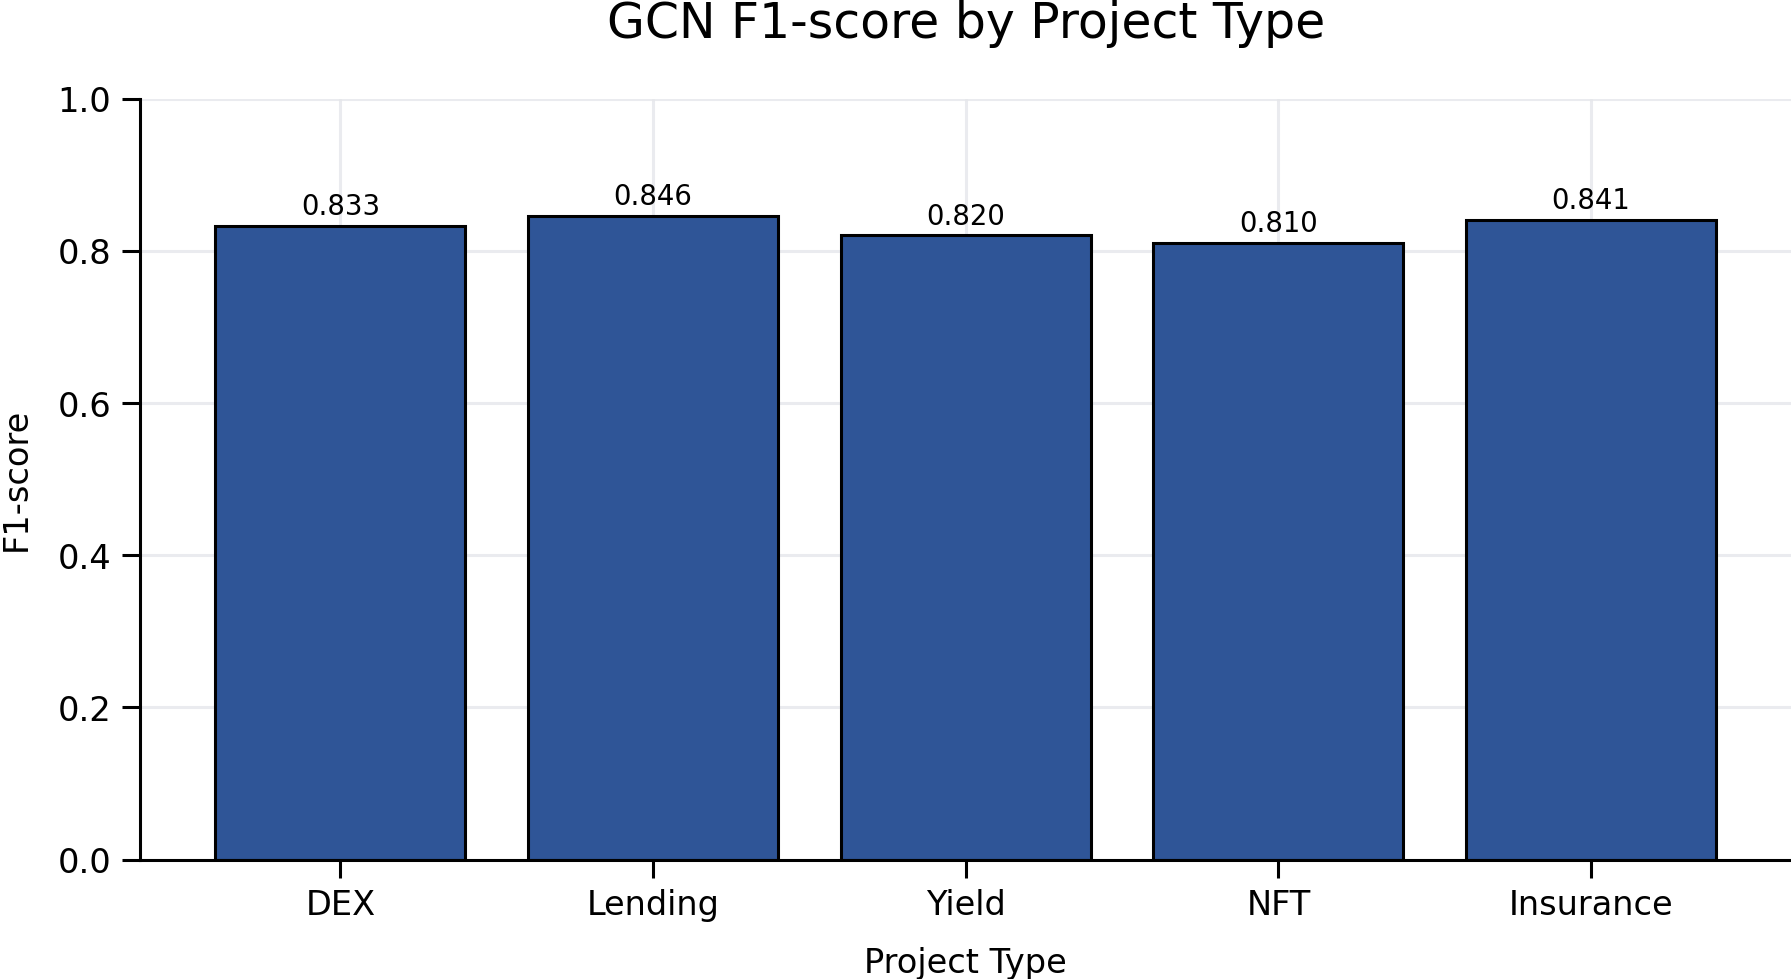 GCN F1-score by Project Type
1.0
0.8
0.6
0.4
0.2
0.0
F1-score
0.833
0.846
0.820
0.810
0.841
DEX Lending Yield NFT Insurance
Project Type